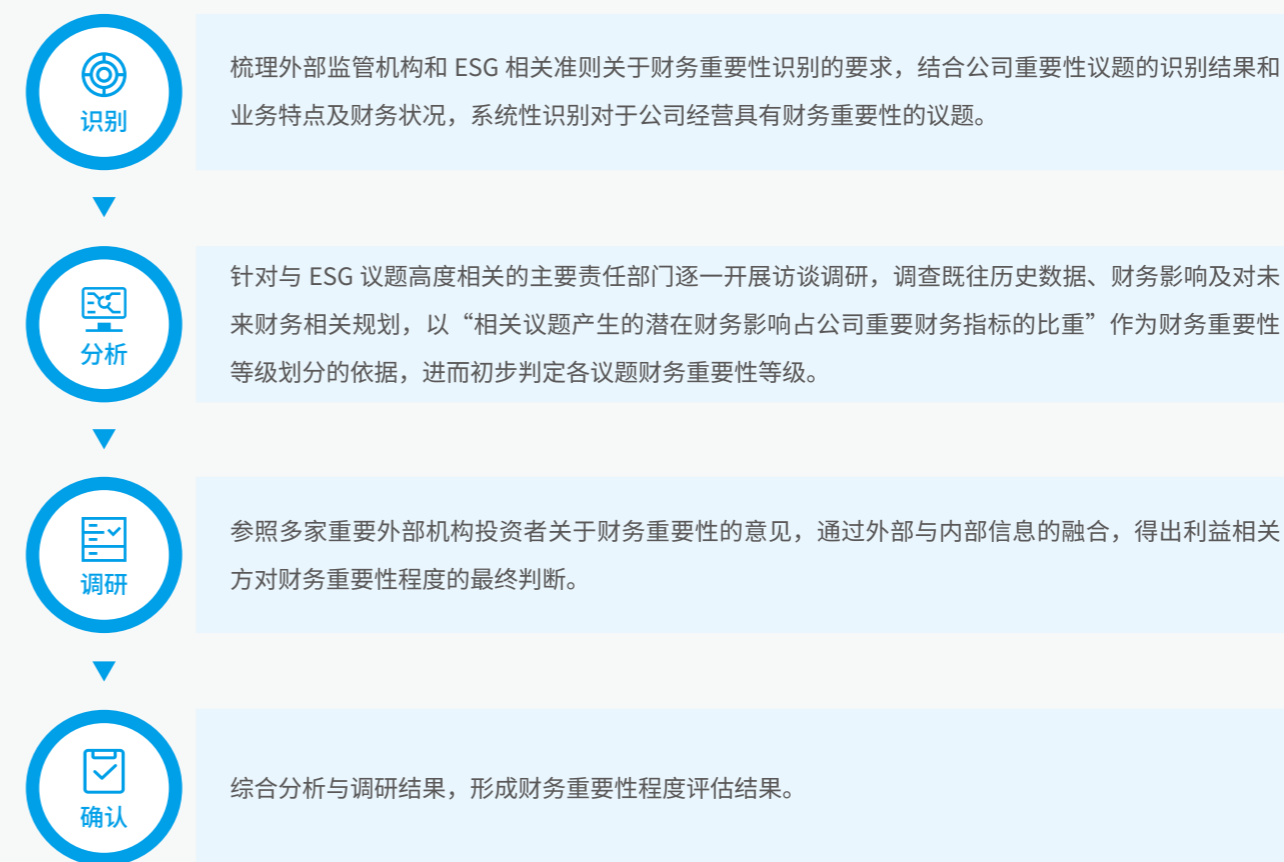 识别
梳理外部监管机构和 ESG 相关准则关于财务重要性识别的要求，结合公司重要性议题的识别结果和
业务特点及财务状况，系统性识别对于公司经营具有财务重要性的议题。
分析
针对与 ESG 议题高度相关的主要责任部门逐一开展访谈调研，调查既往历史数据、财务影响及对未
来财务相关规划，以“相关议题产生的潜在财务影响占公司重要财务指标的比重”作为财务重要性
等级划分的依据，进而初步判定各议题财务重要性等级。
调研
参照多家重要外部机构投资者关于财务重要性的意见，通过外部与内部信息的融合，得出利益相关
方对财务重要性程度的最终判断。
确认
综合分析与调研结果，形成财务重要性程度评估结果。